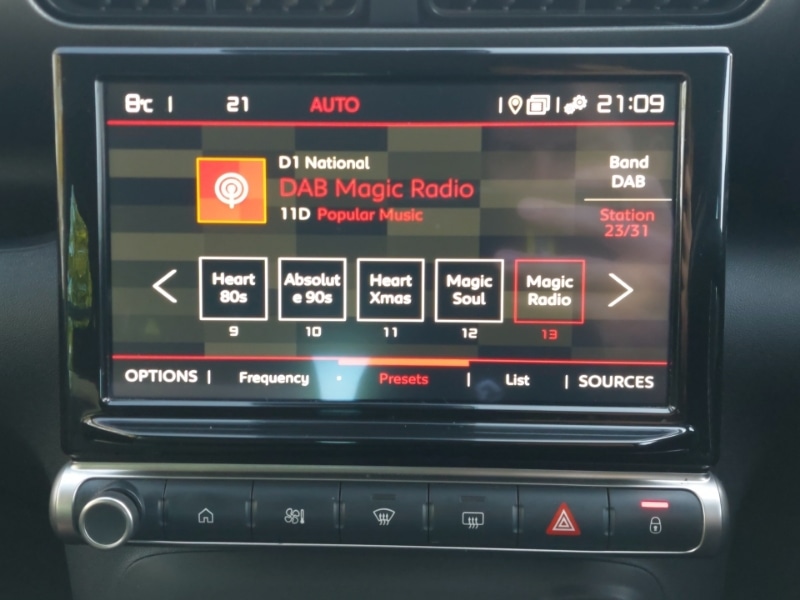 8°C | 21 AUTO 21:09
D1 National
DAB Magic Radio
11D Popular Music
Band
DAB
Station
23/31
Heart
80s
9
Absolut
e 90s
10
Heart
Xmas
11
Magic
Soul
12
Magic
Radio
13
OPTIONS | Frequency Presets | List | SOURCES